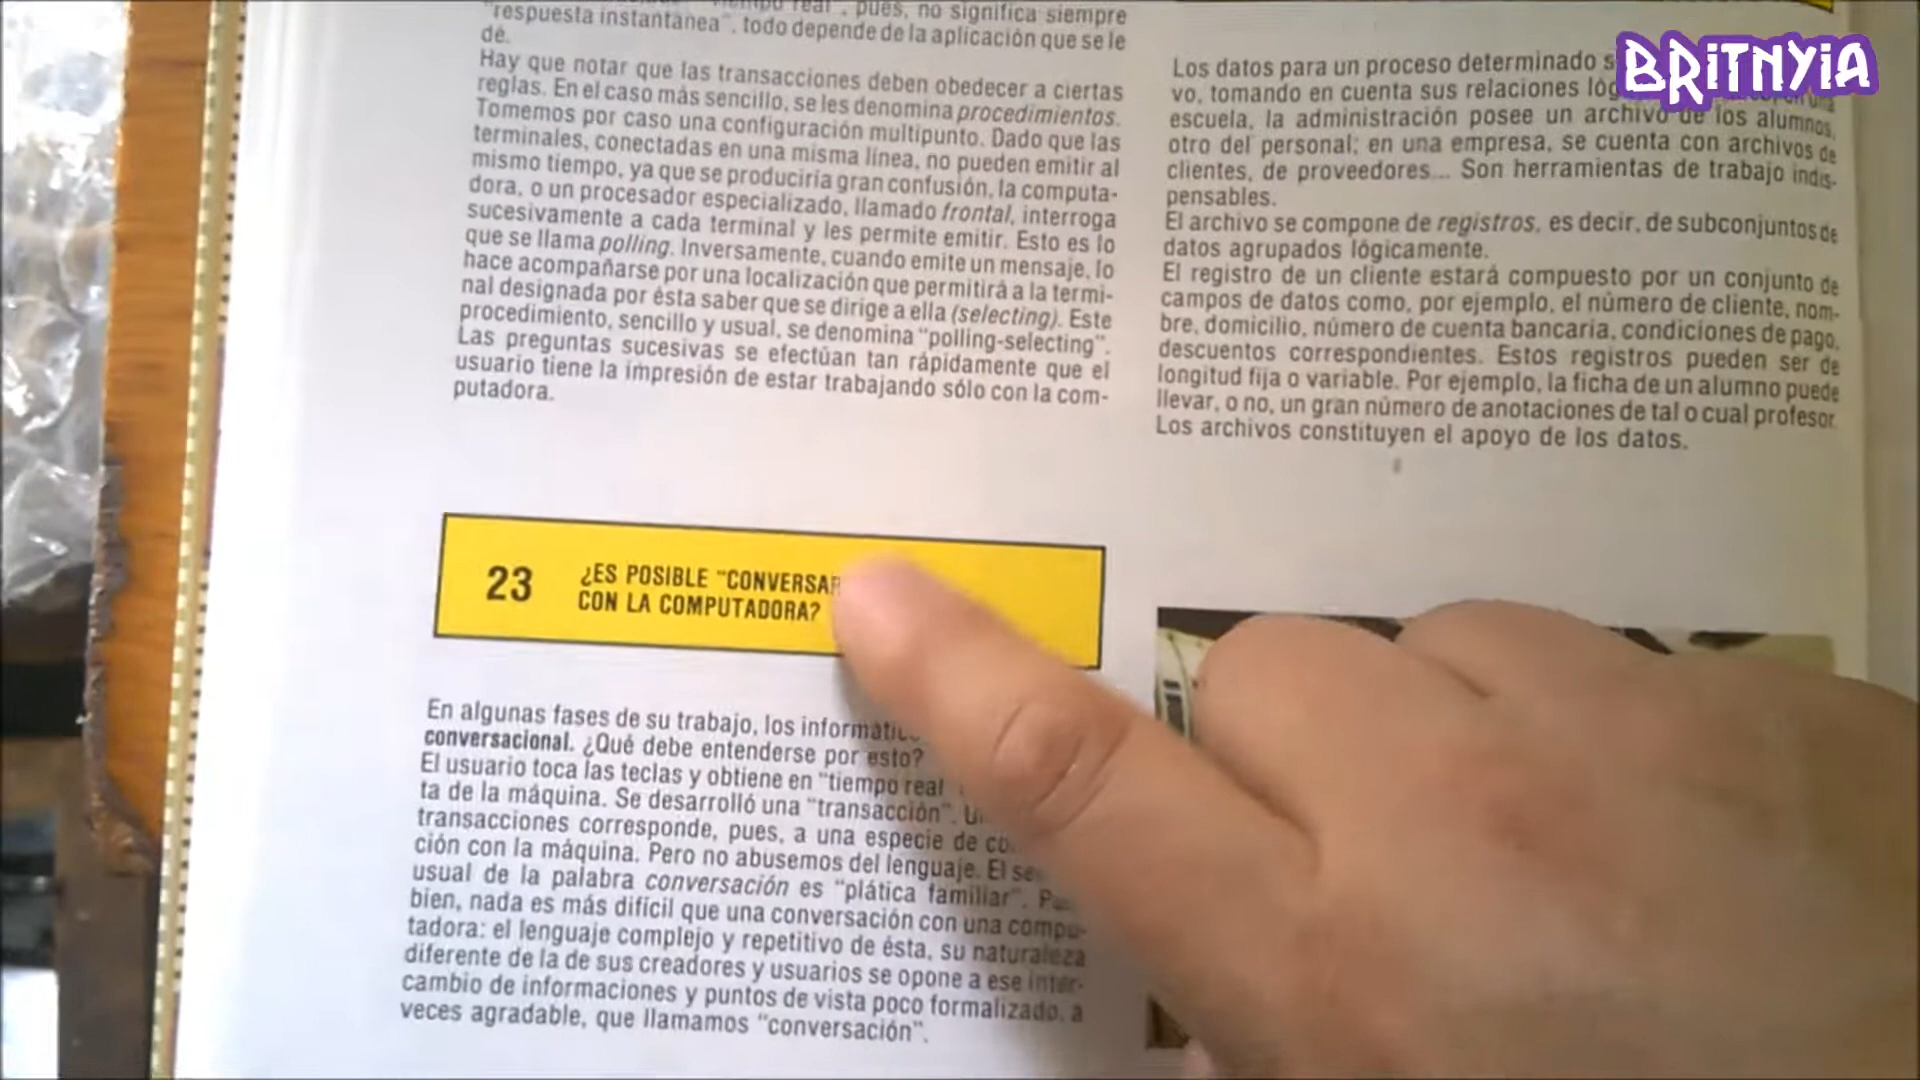 real", pues, no significa siempre
"respuesta instantánea", todo depende de la aplicación que se le
dé.
Hay que notar que las transacciones deben obedecer a ciertas
reglas. En el caso más sencillo, se les denomina procedimientos.
Tomemos por caso una configuración multipunto. Dado que las
terminales, conectadas en una misma línea, no pueden emitir al
mismo tiempo, ya que se produciría gran confusión, la computa-
dora, o un procesador especializado, llamado frontal, interroga
sucesivamente a cada terminal y les permite emitir. Esto es lo
que se llama polling. Inversamente, cuando emite un mensaje, lo
hace acompañarse por una localización que permitirá a la termi-
nal designada por ésta saber que se dirige a ella (selecting). Este
procedimiento, sencillo y usual, se denomina "polling-selecting".
Las preguntas sucesivas se efectúan tan rápidamente que el
usuario tiene la impresión de estar trabajando sólo con la com-
putadora.
23 ¿ES POSIBLE "CONVERSAR
CON LA COMPUTADORA?
En algunas fases de su trabajo, los
conversacional. ¿Qué debe entenderse por esto?
El usuario toca las teclas y obtiene en "tiempo real
ta de la máquina. Se desarrolló una "transacción".
transacciones corresponde, pues, a una especie de
ción con la máquina. Pero no abusemos del lenguaje. El
usual de la palabra conversación es "plática familiar".
bien, nada es más difícil que una conversación con una compu-
tadora: el lenguaje complejo y repetitivo de ésta, su naturaleza
diferente de la de sus creadores y usuarios se opone a ese inter-
cambio de informaciones y puntos de vista poco formalizado, a
veces agradable, que llamamos "conversación".
Los datos para un proceso determinado
vo, tomando en cuenta sus relaciones
escuela, la administración posee un archivo de los alumnos,
otro del personal; en una empresa, se cuenta con archivos de
clientes, de proveedores... Son herramientas de trabajo indis-
pensables.
El archivo se compone de registros, es decir, de subconjuntos de
datos agrupados lógicamente.
El registro de un cliente estará compuesto por un conjunto de
campos de datos como, por ejemplo, el número de cliente, nom-
bre, domicilio, número de cuenta bancaria, condiciones de pago,
descuentos correspondientes. Estos registros pueden ser de
longitud fija o variable. Por ejemplo, la ficha de un alumno puede
llevar, o no, un gran número de anotaciones de tal o cual profesor.
Los archivos constituyen el apoyo de los datos.
BRITNYIA